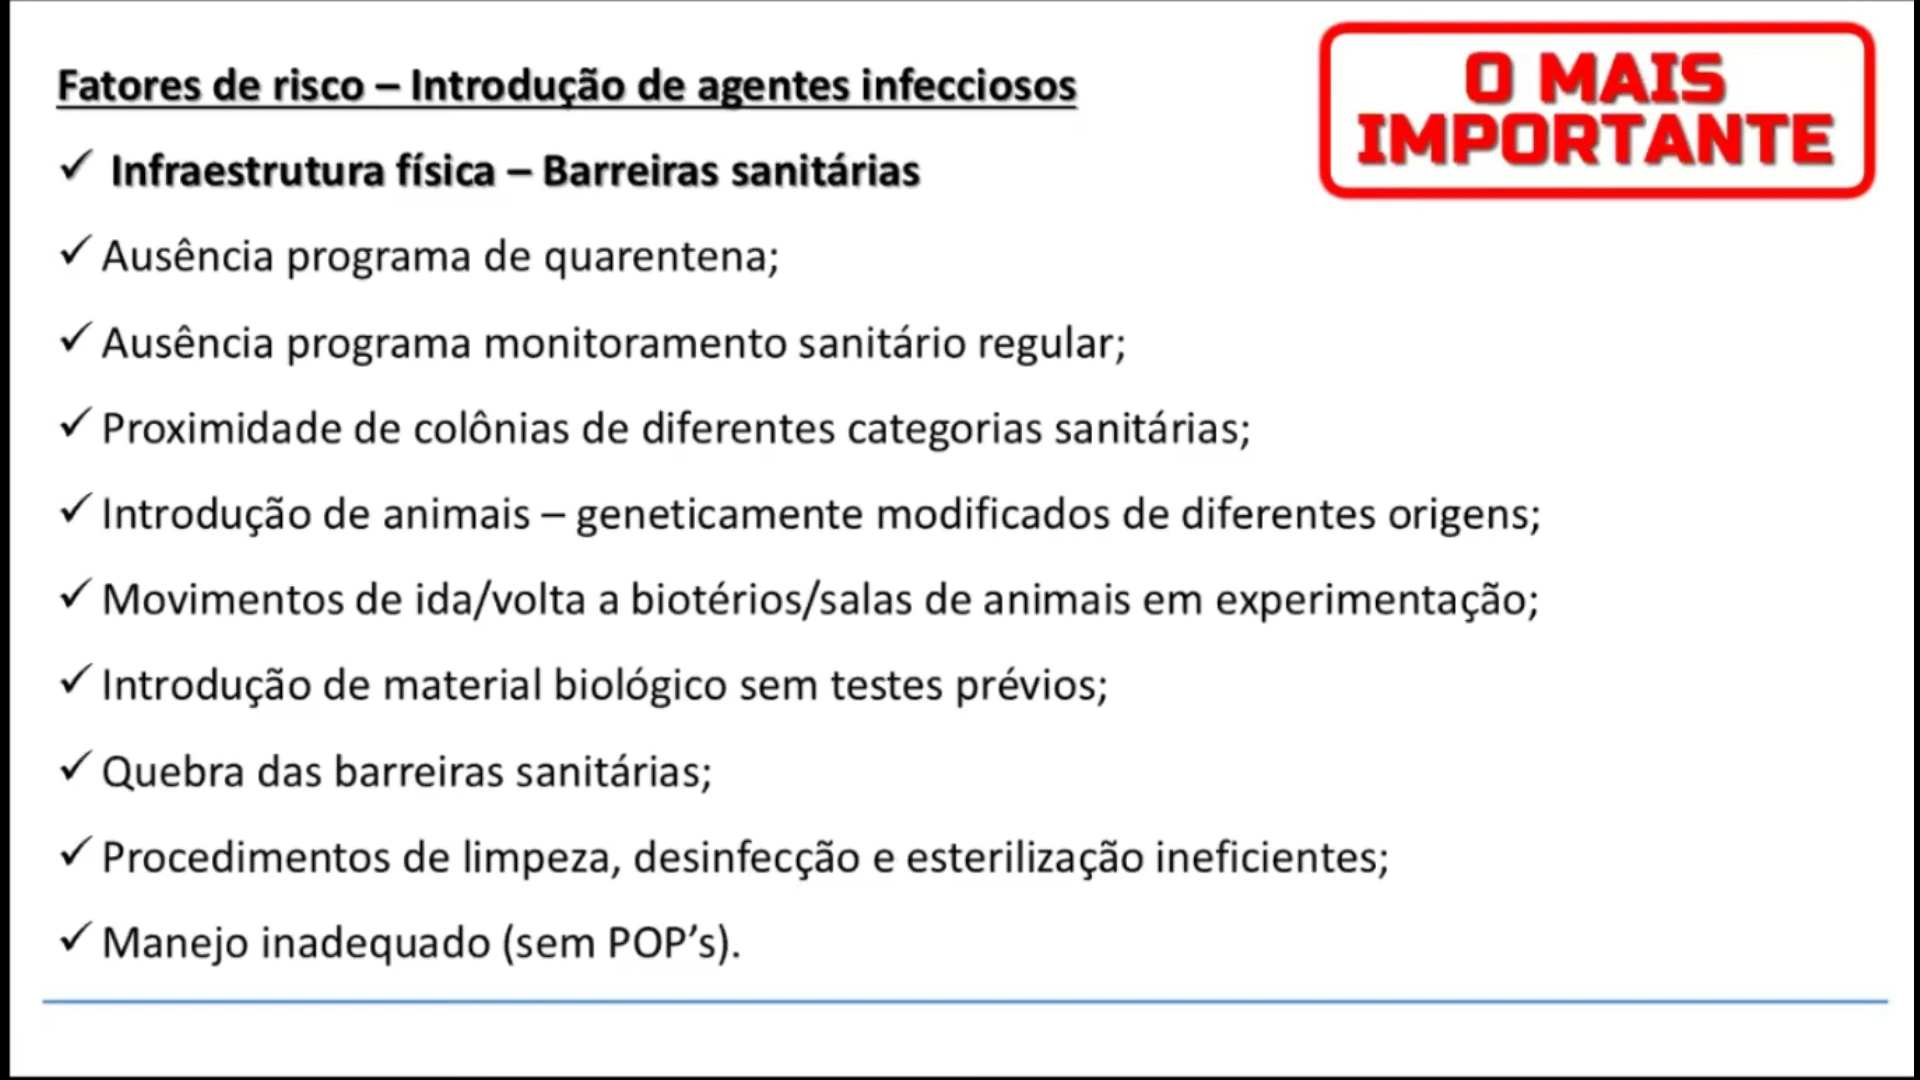 Fatores de risco – Introdução de agentes infecciosos
O MAIS
IMPORTANTE
✓ Infraestrutura física – Barreiras sanitárias
✓ Ausência programa de quarentena;
✓ Ausência programa monitoramento sanitário regular;
✓ Proximidade de colônias de diferentes categorias sanitárias;
✓ Introdução de animais – geneticamente modificados de diferentes origens;
✓ Movimentos de ida/volta a biotérios/salas de animais em experimentação;
✓ Introdução de material biológico sem testes prévios;
✓ Quebra das barreiras sanitárias;
✓ Procedimentos de limpeza, desinfecção e esterilização ineficientes;
✓ Manejo inadequado (sem POP’s).